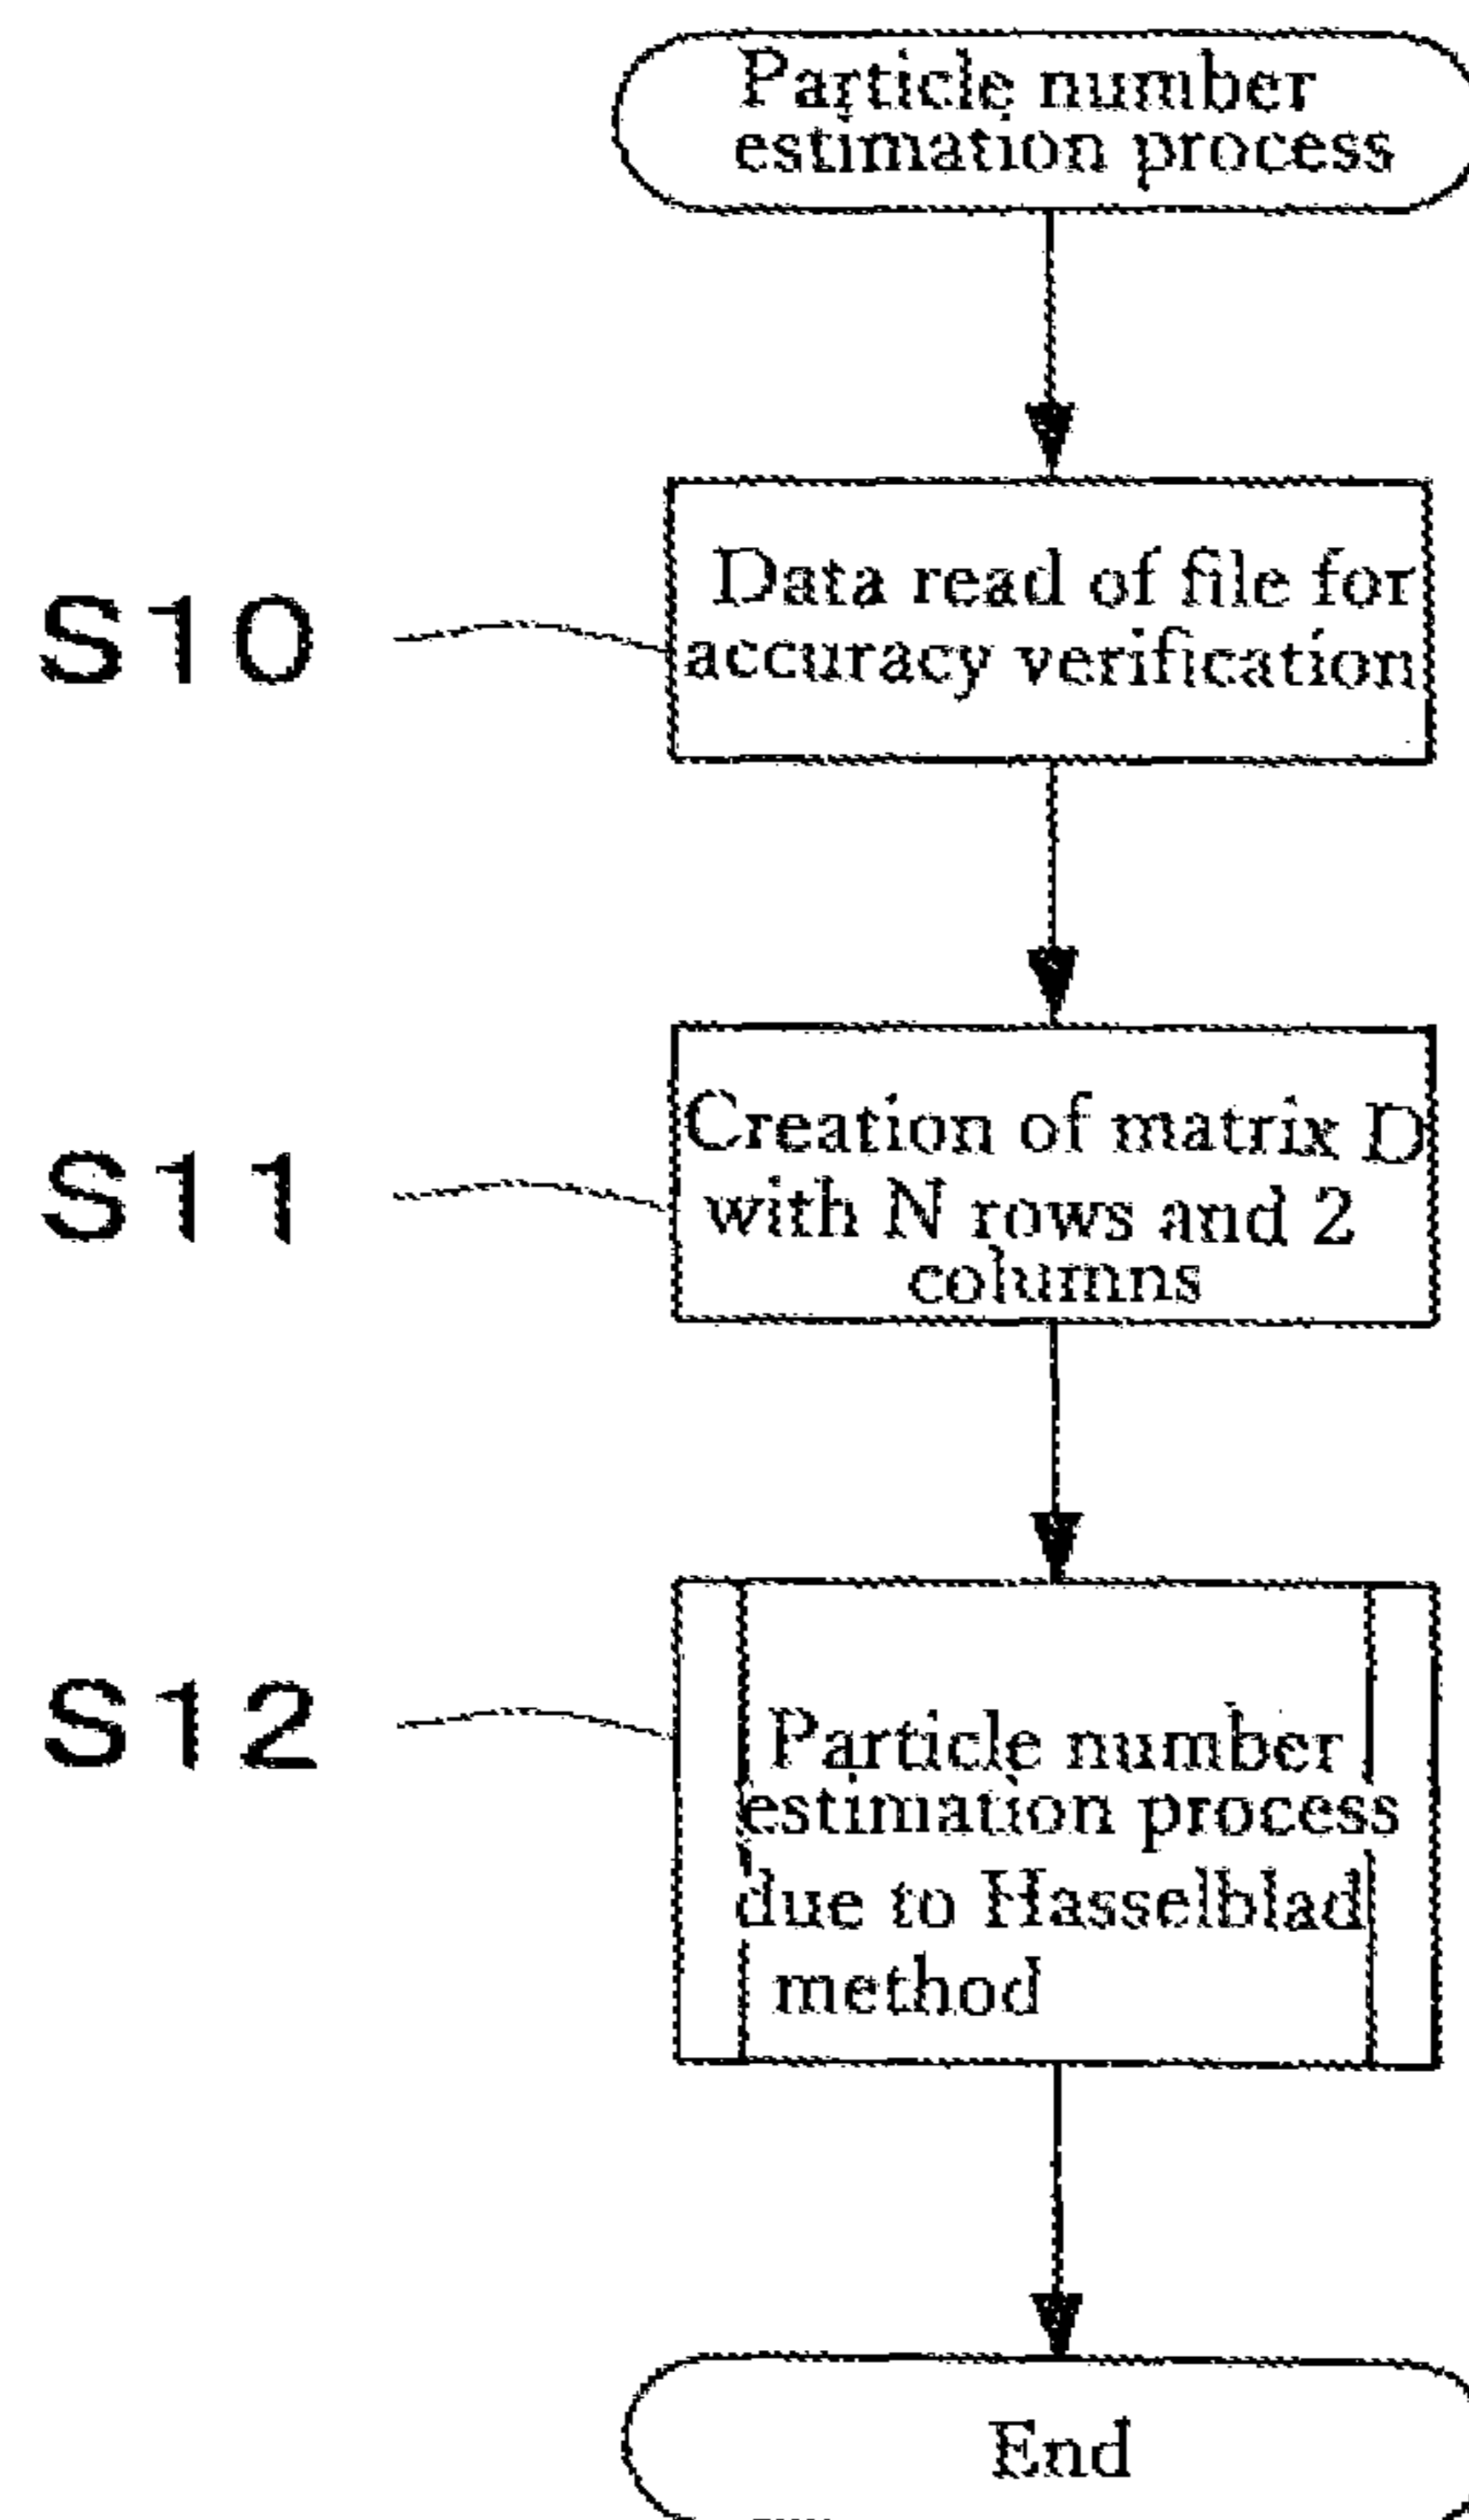 Particle number
estimation process
S10
Data read of file for
accuracy verification
S11
Creation of matrix D
with N rows and 2
columns
S12
Particle number
estimation process
due to Hasselblad
method
End